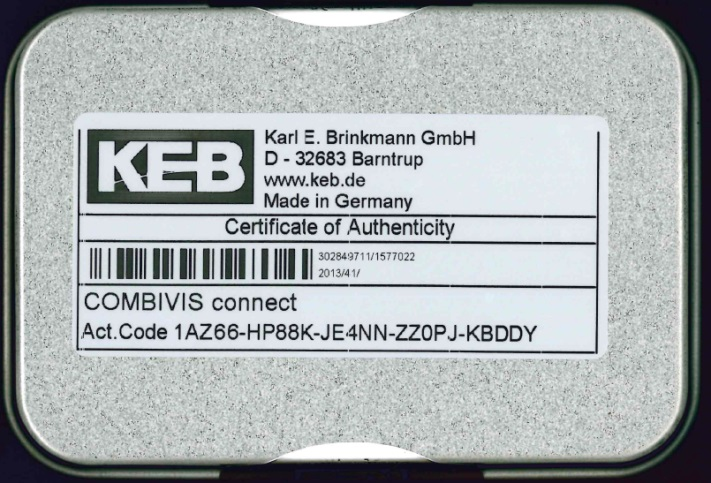 KEB
Karl E. Brinkmann GmbH
D - 32683 Barntrup
www.keb.de
Made in Germany
Certificate of Authenticity
302849711/1577022
2013/41/
COMBIVIS connect
Act.Code 1AZ66-HP88K-JE4NN-ZZ0PJ-KBDDY